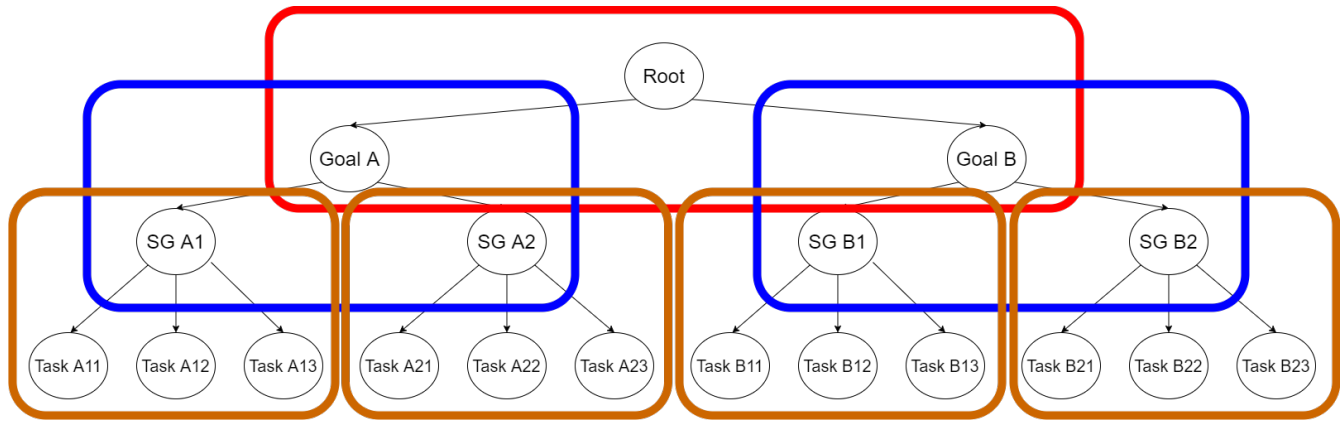 Root
Goal A
Goal B
SG A1
SG A2
SG B1
SG B2
Task A11
Task A12
Task A13
Task A21
Task A22
Task A23
Task B11
Task B12
Task B13
Task B21
Task B22
Task B23